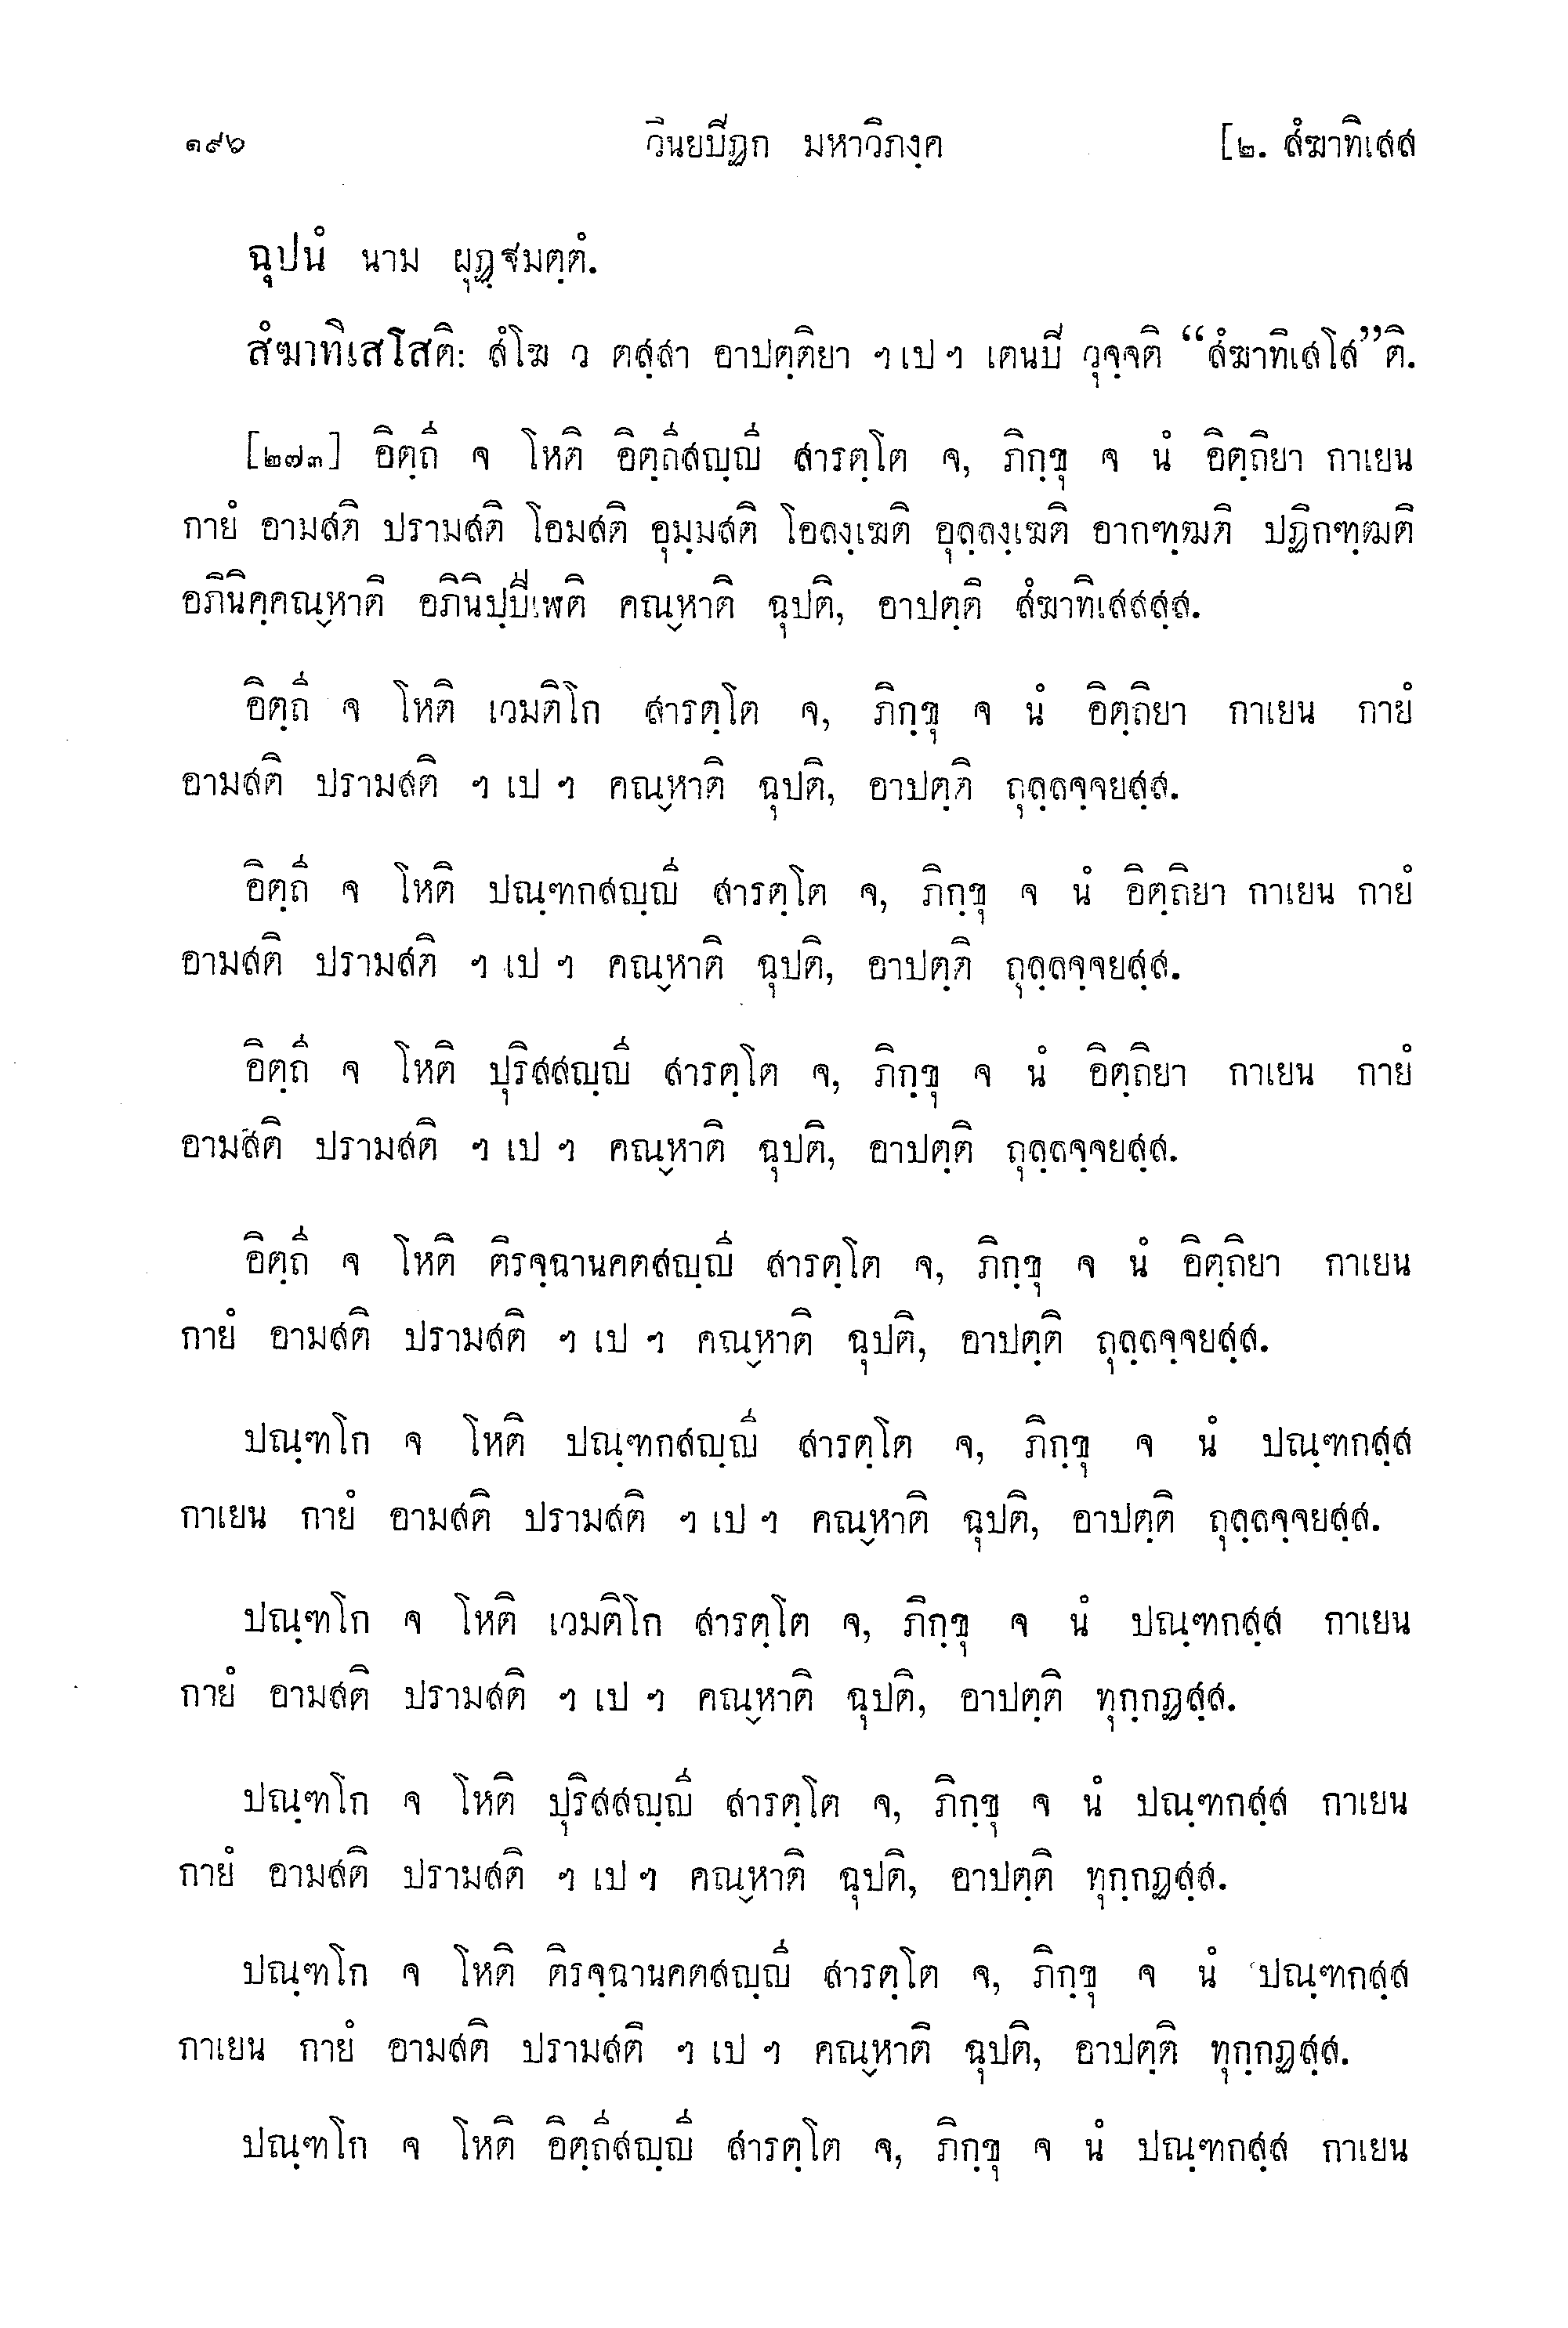 ๑๙๖ วินยปิฏก มหาวิภงฺค [๒. สํฆาทิเสส
ฉุปนํ นาม ผุฏฺฐมตฺตํ.
สํฆาทิเสโสติ: สํโฆ ว ตสฺสา อาปตฺติยา ฯ เป ฯ เตนปิ วุจฺจติ “สํฆาทิเสโส”ติ.
[๒๗๓] อิตฺถี จ โหติ อิตฺถีสญฺญี สารตฺโต จ, ภิกฺขุ จ นํ อิตฺถิยา กาเยน
กายํ อามสติ ปรามสติ โอมสติ อุมฺมสติ โอลงฺเฆติ อุลฺลงฺเฆติ อากฑฺฒติ ปฏิกฑฺฒติ
อภินิคฺคณฺหาติ อภินิปฺปีเฬติ คณฺหาติ ฉุปติ, อาปตฺติ สํฆาทิเสสสฺส.
อิตฺถี จ โหติ เวมติโก สารตฺโต จ, ภิกฺขุ จ นํ อิตฺถิยา กาเยน กายํ
อามสติ ปรามสติ ฯ เป ฯ คณฺหาติ ฉุปติ, อาปตฺติ ถุลฺลจฺจยสฺส.
อิตฺถี จ โหติ ปณฺฑกสญฺญี สารตฺโต จ, ภิกฺขุ จ นํ อิตฺถิยา กาเยน กายํ
อามสติ ปรามสติ ฯ เป ฯ คณฺหาติ ฉุปติ, อาปตฺติ ถุลฺลจฺจยสฺส.
อิตฺถี จ โหติ ปุริสสญฺญี สารตฺโต จ, ภิกฺขุ จ นํ อิตฺถิยา กาเยน กายํ
อามสติ ปรามสติ ฯ เป ฯ คณฺหาติ ฉุปติ, อาปตฺติ ถุลฺลจฺจยสฺส.
อิตฺถี จ โหติ ติรจฺฉานคตสญฺญี สารตฺโต จ, ภิกฺขุ จ นํ อิตฺถิยา กาเยน
กายํ อามสติ ปรามสติ ฯ เป ฯ คณฺหาติ ฉุปติ, อาปตฺติ ถุลฺลจฺจยสฺส.
ปณฺฑโก จ โหติ ปณฺฑกสญฺญี สารตฺโต จ, ภิกฺขุ จ นํ ปณฺฑกสฺส
กาเยน กายํ อามสติ ปรามสติ ฯ เป ฯ คณฺหาติ ฉุปติ, อาปตฺติ ถุลฺลจฺจยสฺส.
ปณฺฑโก จ โหติ เวมติโก สารตฺโต จ, ภิกฺขุ จ นํ ปณฺฑกสฺส กาเยน
กายํ อามสติ ปรามสติ ฯ เป ฯ คณฺหาติ ฉุปติ, อาปตฺติ ทุกฺกฏสฺส.
ปณฺฑโก จ โหติ ปุริสสญฺญี สารตฺโต จ, ภิกฺขุ จ นํ ปณฺฑกสฺส กาเยน
กายํ อามสติ ปรามสติ ฯ เป ฯ คณฺหาติ ฉุปติ, อาปตฺติ ทุกฺกฏสฺส.
ปณฺฑโก จ โหติ ติรจฺฉานคตสญฺญี สารตฺโต จ, ภิกฺขุ จ นํ ปณฺฑกสฺส
กาเยน กายํ อามสติ ปรามสติ ฯ เป ฯ คณฺหาติ ฉุปติ, อาปตฺติ ทุกฺกฏสฺส.
ปณฺฑโก จ โหติ อิตฺถีสญฺญี สารตฺโต จ, ภิกฺขุ จ นํ ปณฺฑกสฺส กาเยน